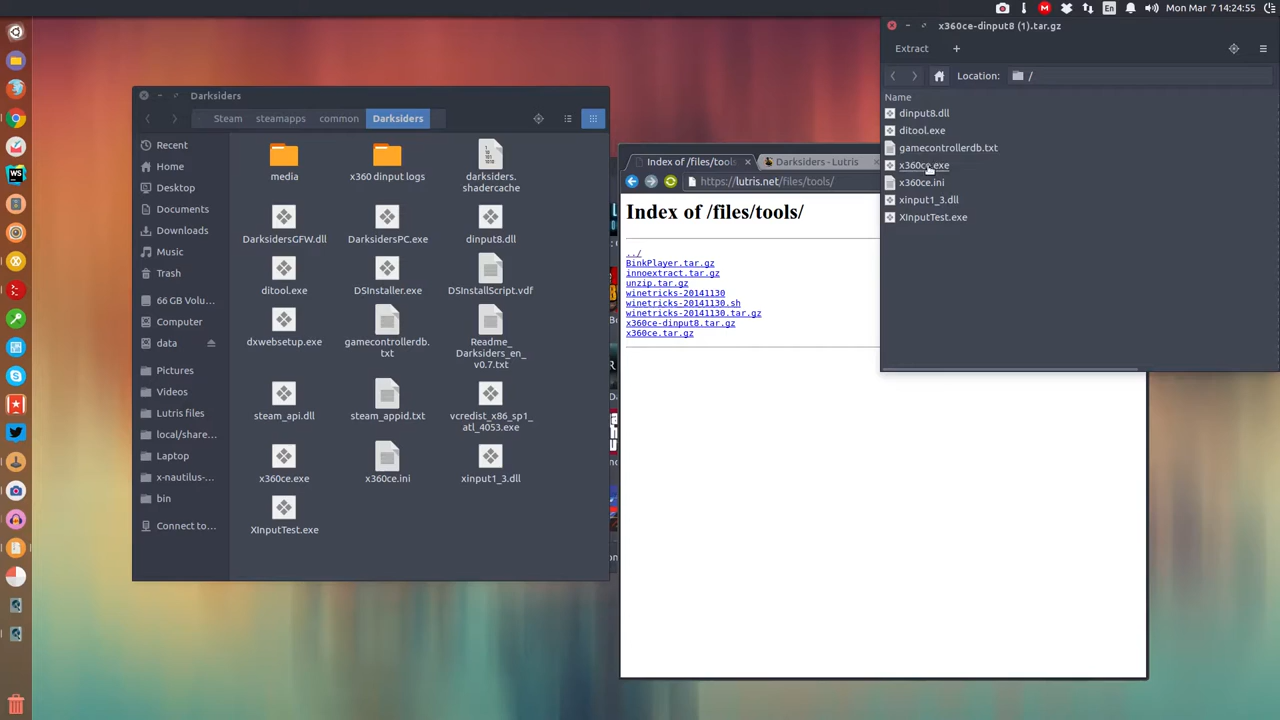 En
Mon Mar 7 14:24:55
x360ce-dinput8 (1).tar.gz
Extract
Location:
/
Name
dinput8.dll
ditool.exe
gamecontrollerdb.txt
x360ce.exe
x360ce.ini
xinput1_3.dll
XInputTest.exe
Darksiders
Steam
steamapps
common
Darksiders
Recent
Home
Desktop
Documents
Downloads
Music
Trash
66 GB Volu...
Computer
data
Pictures
Videos
Lutris files
local/share...
Laptop
x-nautilus-...
bin
Connect to...
media
x360 dinput logs
darksiders.
shadercache
DarksidersGFW.dll
DarksidersPC.exe
dinput8.dll
ditool.exe
DSInstaller.exe
DSInstallScript.vdf
dxwebsetup.exe
gamecontrollerdb.
txt
Readme_
Darksiders_en_
v0.7.txt
steam_api.dll
steam_appid.txt
vcredist_x86_sp1_
atl_4053.exe
x360ce.exe
x360ce.ini
xinput1_3.dll
XInputTest.exe
Index of /files/tools
Darksiders - Lutris
https://lutris.net/files/tools/
Index of /files/tools/
../
BinkPlayer.tar.gz
innoextract.tar.gz
unzip.tar.gz
winetricks-20141130
winetricks-20141130.sh
winetricks-20141130.tar.gz
x360ce-dinput8.tar.gz
x360ce.tar.gz
WS